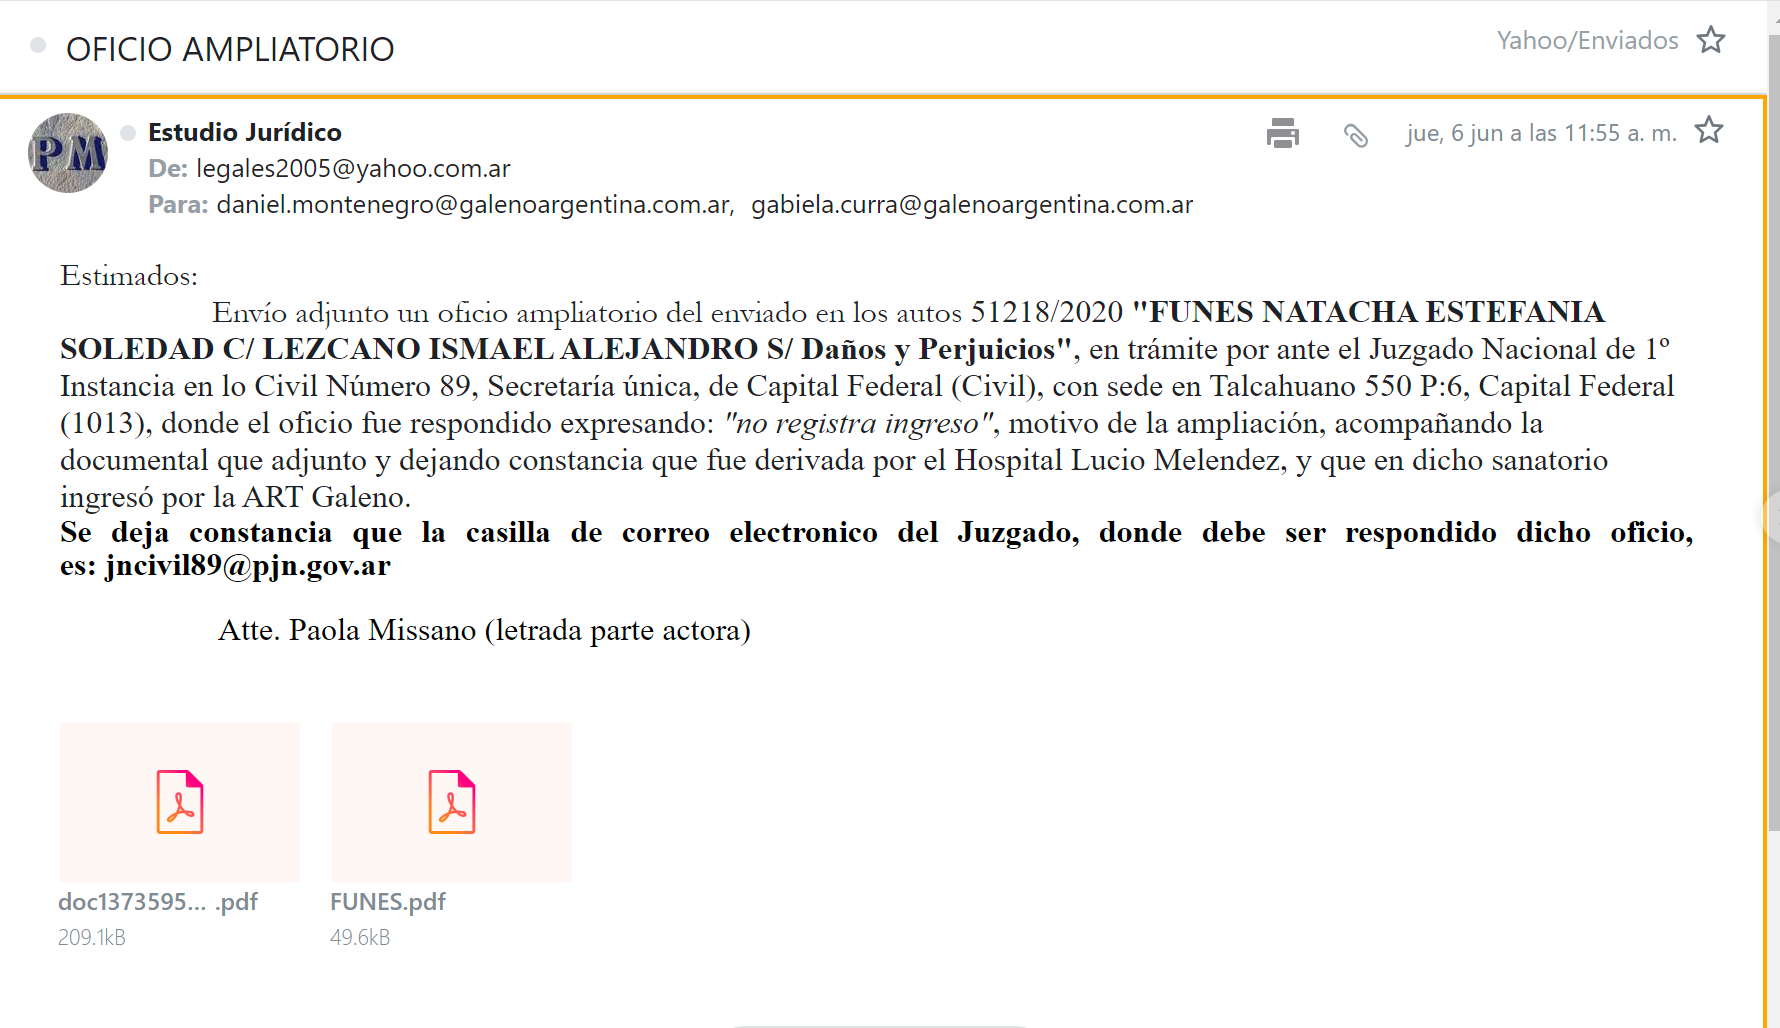 OFICIO AMPLIATORIO
Yahoo/Enviados
PM
Estudio Jurídico
jue, 6 jun a las 11:55 a. m.
De: legales2005@yahoo.com.ar
Para: daniel.montenegro@galenoargentina.com.ar, gabiela.curra@galenoargentina.com.ar
Estimados:
Envío adjunto un oficio ampliatorio del enviado en los autos 51218/2020 "FUNES NATACHA ESTEFANIA
SOLEDAD C/ LEZCANO ISMAEL ALEJANDRO S/ Daños y Perjuicios", en trámite por ante el Juzgado Nacional de 1º
Instancia en lo Civil Número 89, Secretaría única, de Capital Federal (Civil), con sede en Talcahuano 550 P:6, Capital Federal
(1013), donde el oficio fue respondido expresando: "no registra ingreso", motivo de la ampliación, acompañando la
documental que adjunto y dejando constancia que fue derivada por el Hospital Lucio Melendez, y que en dicho sanatorio
ingresó por la ART Galeno.
Se deja constancia que la casilla de correo electronico del Juzgado, donde debe ser respondido dicho oficio,
es: jncivil89@pjn.gov.ar
Atte. Paola Missano (letrada parte actora)
doc1373595... .pdf
209.1kB
FUNES.pdf
49.6kB